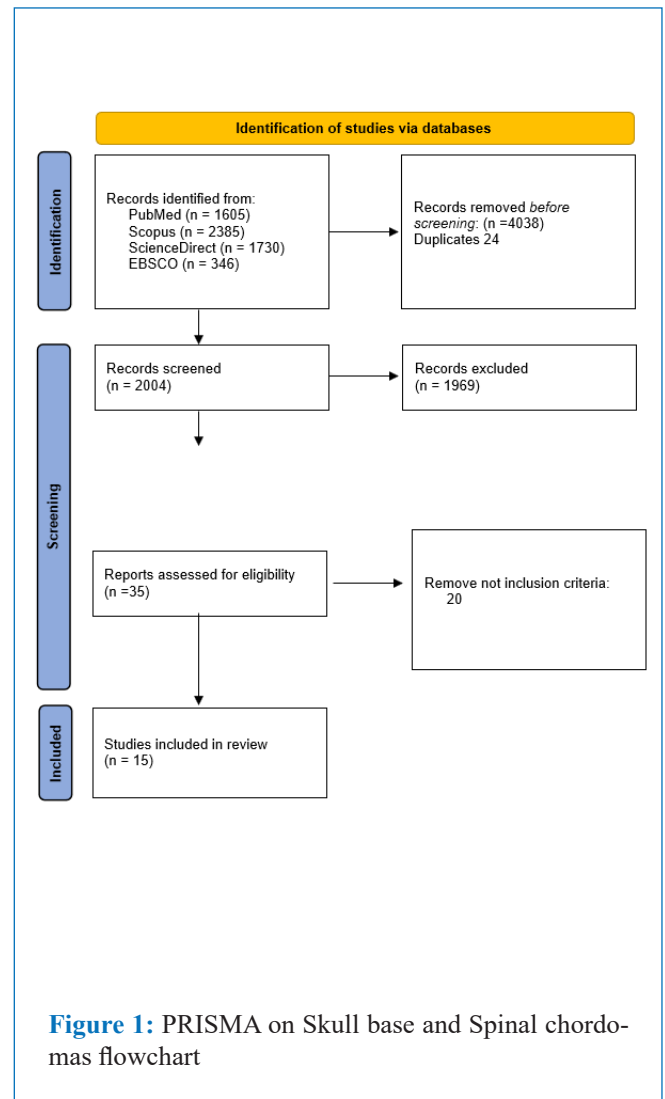 Identification of studies via databases
Identification
Records identified from:
PubMed (n = 1605)
Scopus (n = 2385)
ScienceDirect (n = 1730)
EBSCO (n = 346)
Records removed before
screening: (n =4038)
Duplicates 24
Screening
Records screened
(n = 2004)
Records excluded
(n = 1969)
Reports assessed for eligibility
(n =35)
Remove not inclusion criteria:
20
Included
Studies included in review
(n = 15)
Figure 1: PRISMA on Skull base and Spinal chordo-
mas flowchart